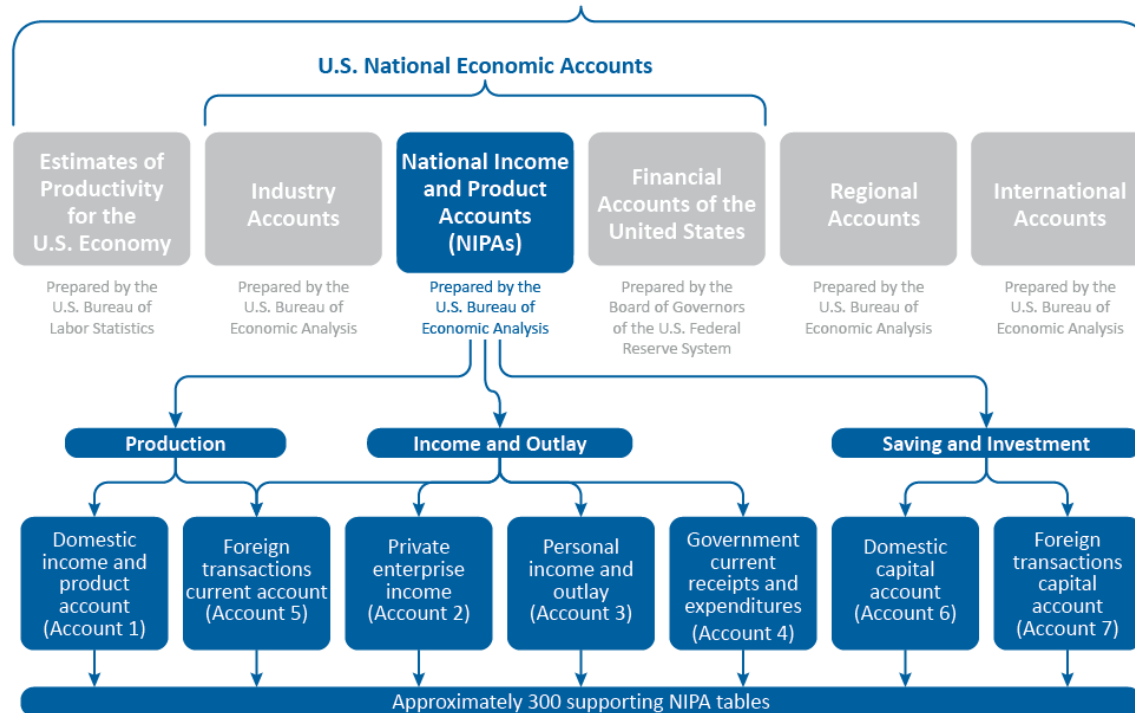 U.S. National Economic Accounts
Estimates of
Productivity
for the
U.S. Economy
Industry
Accounts
National Income
and Product
Accounts
(NIPAs)
Financial
Accounts of the
United States
Regional
Accounts
International
Accounts
Prepared by the
U.S. Bureau of
Labor Statistics
Prepared by the
U.S. Bureau of
Economic Analysis
Prepared by the
U.S. Bureau of
Economic Analysis
Prepared by the
Board of Governors
of the U.S. Federal
Reserve System
Prepared by the
U.S. Bureau of
Economic Analysis
Prepared by the
U.S. Bureau of
Economic Analysis
Production
Income and Outlay
Saving and Investment
Domestic
income and
product
account
(Account 1)
Foreign
transactions
current account
(Account 5)
Private
enterprise
income
(Account 2)
Personal
income and
outlay
(Account 3)
Government
current
receipts and
expenditures
(Account 4)
Domestic
capital
account
(Account 6)
Foreign
transactions
capital
account
(Account 7)
Approximately 300 supporting NIPA tables